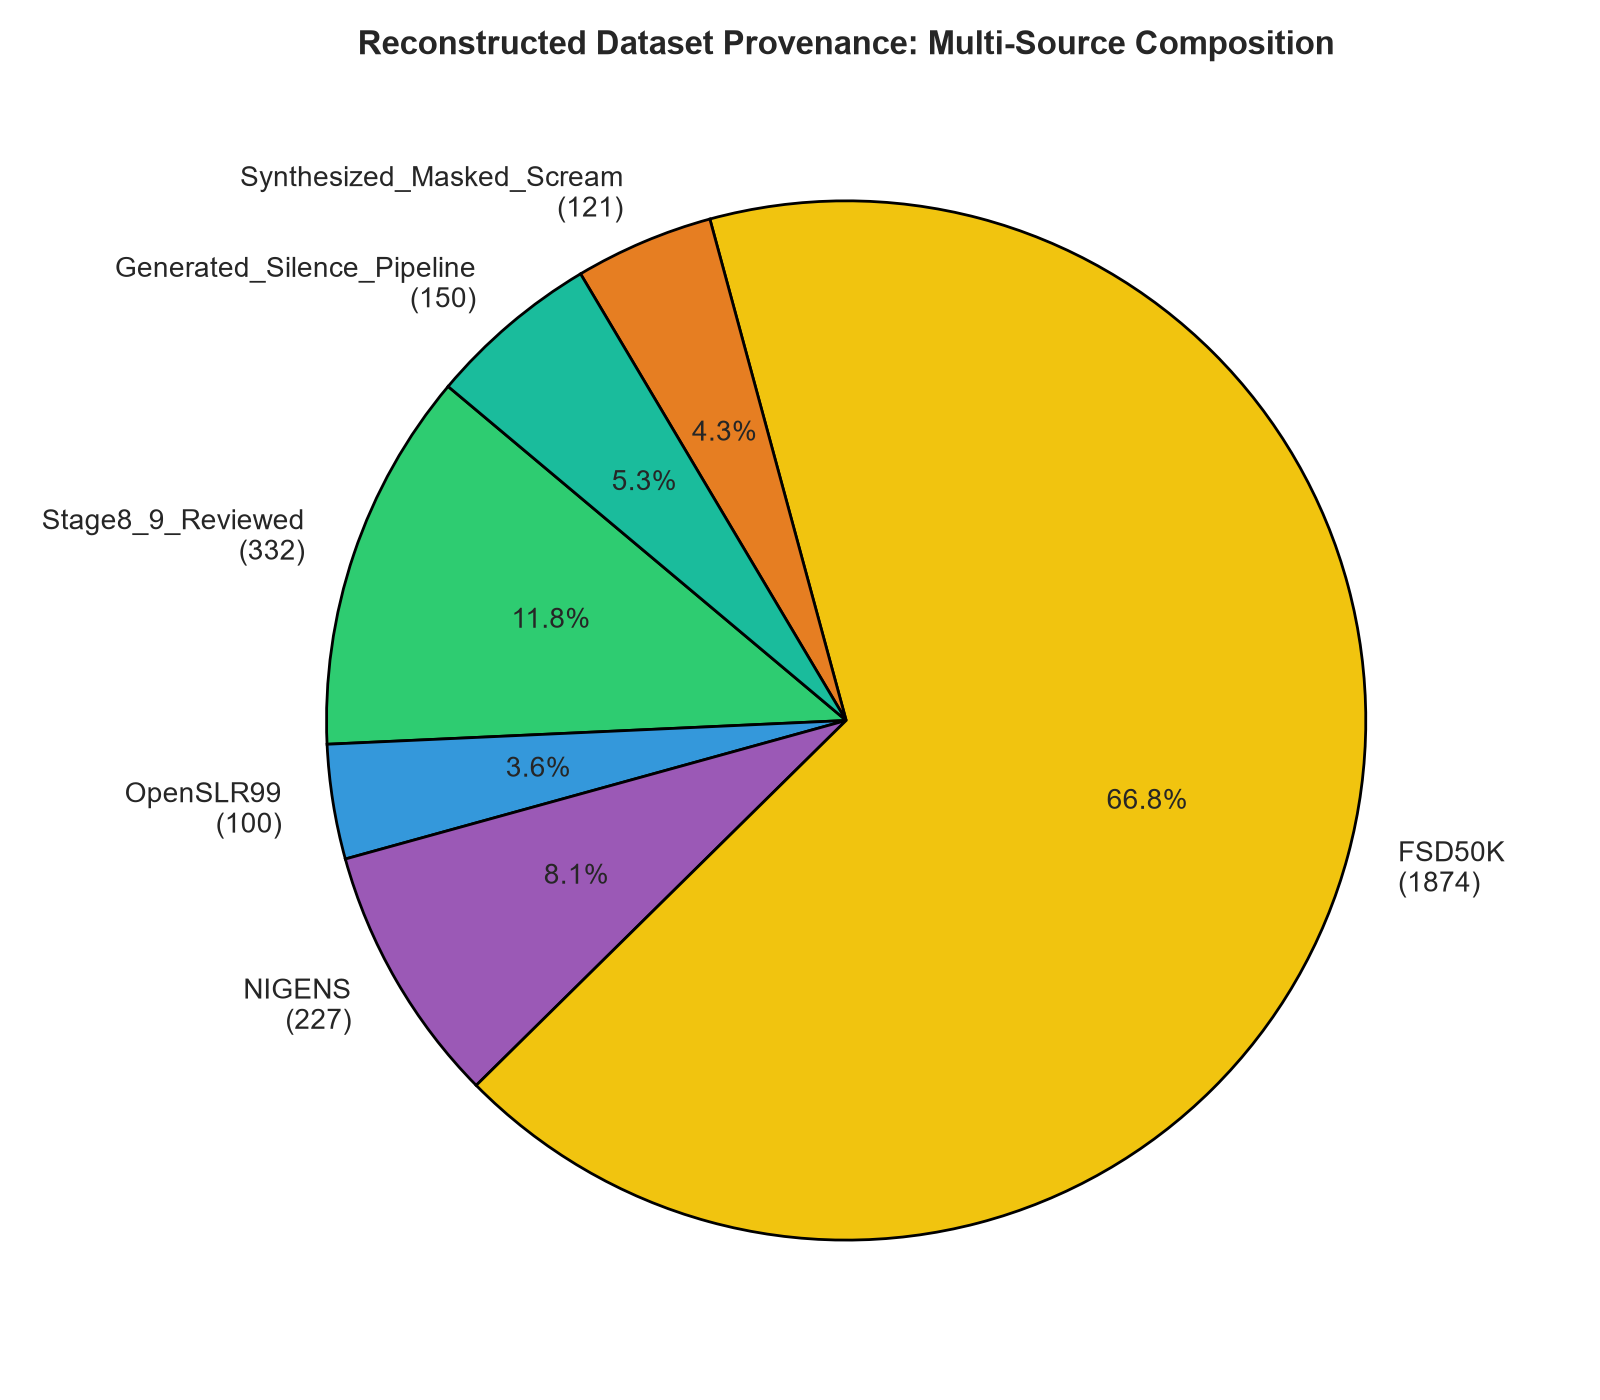 Reconstructed Dataset Provenance: Multi-Source Composition
Synthesized_Masked_Scream
(121)
Generated_Silence_Pipeline
(150)
4.3%
5.3%
Stage8_9_Reviewed
(332)
11.8%
OpenSLR99
(100)
3.6%
66.8%
FSD50K
(1874)
8.1%
NIGENS
(227)